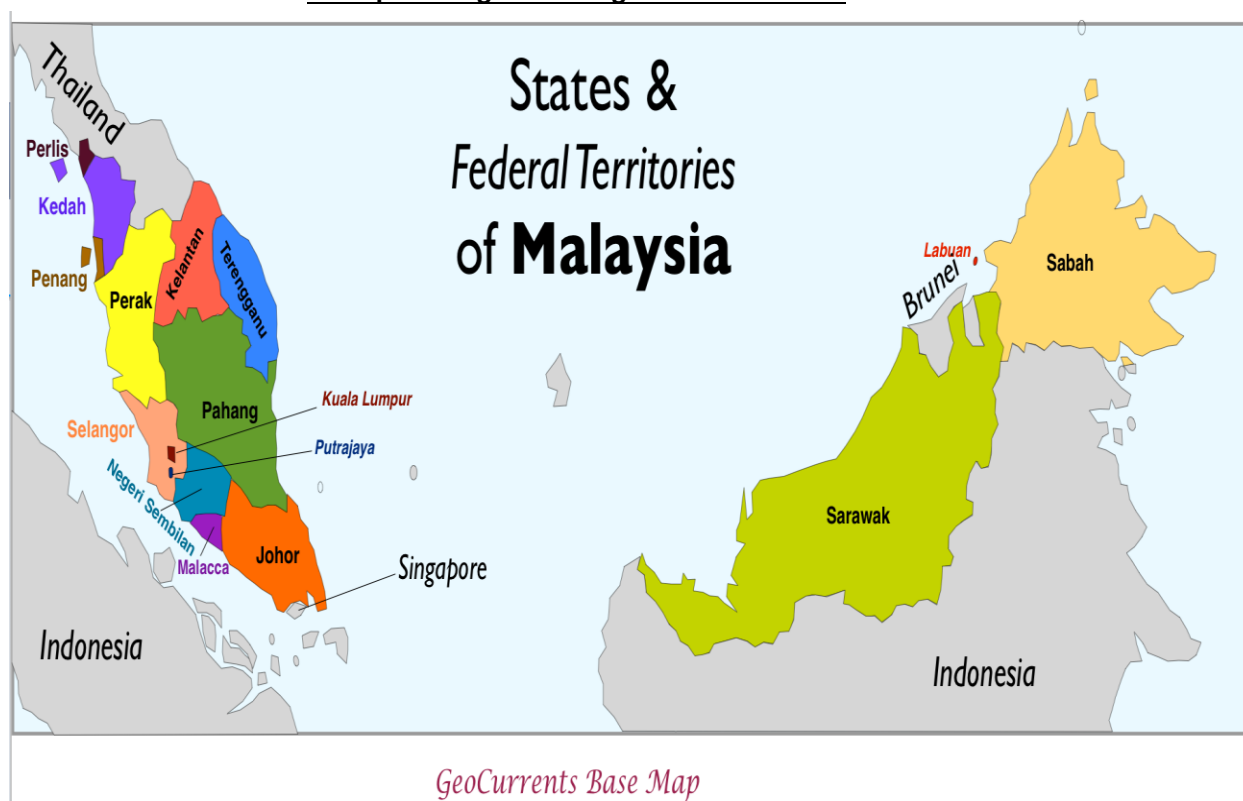 States &
Federal Territories
of Malaysia
Thailand
Perlis
Kedah
Penang
Perak
Kelantan
Terengganu
Pahang
Selangor
Kuala Lumpur
Putrajaya
Negeri Sembilan
Malacca
Johor
Singapore
Indonesia
Labuan
Brunei
Sabah
Sarawak
Indonesia
GeoCurrents Base Map